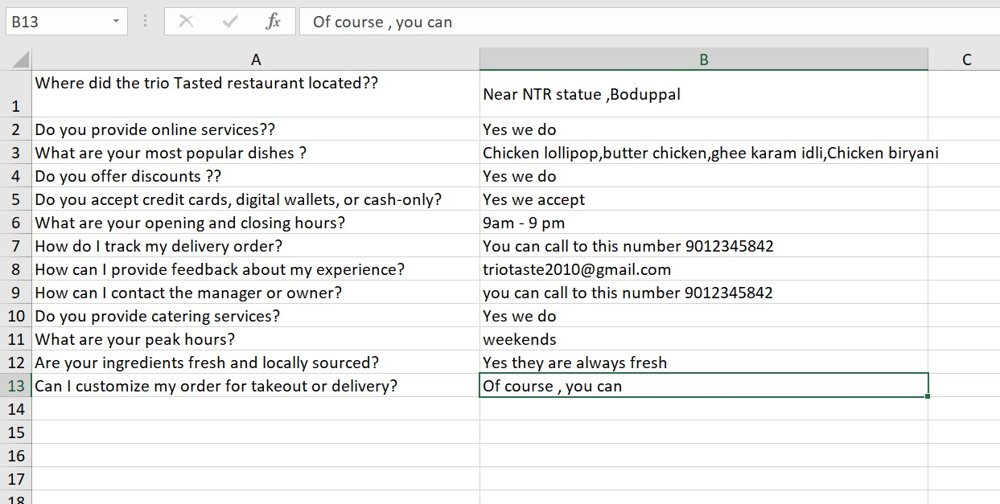 B13 fx Of course , you can
A B C
1 Where did the trio Tasted restaurant located?? Near NTR statue ,Boduppal
2 Do you provide online services?? Yes we do
3 What are your most popular dishes ? Chicken lollipop,butter chicken,ghee karam idli,Chicken biryani
4 Do you offer discounts ?? Yes we do
5 Do you accept credit cards, digital wallets, or cash-only? Yes we accept
6 What are your opening and closing hours? 9am - 9 pm
7 How do I track my delivery order? You can call to this number 9012345842
8 How can I provide feedback about my experience? triotaste2010@gmail.com
9 How can I contact the manager or owner? you can call to this number 9012345842
10 Do you provide catering services? Yes we do
11 What are your peak hours? weekends
12 Are your ingredients fresh and locally sourced? Yes they are always fresh
13 Can I customize my order for takeout or delivery? Of course , you can
14
15
16
17
18